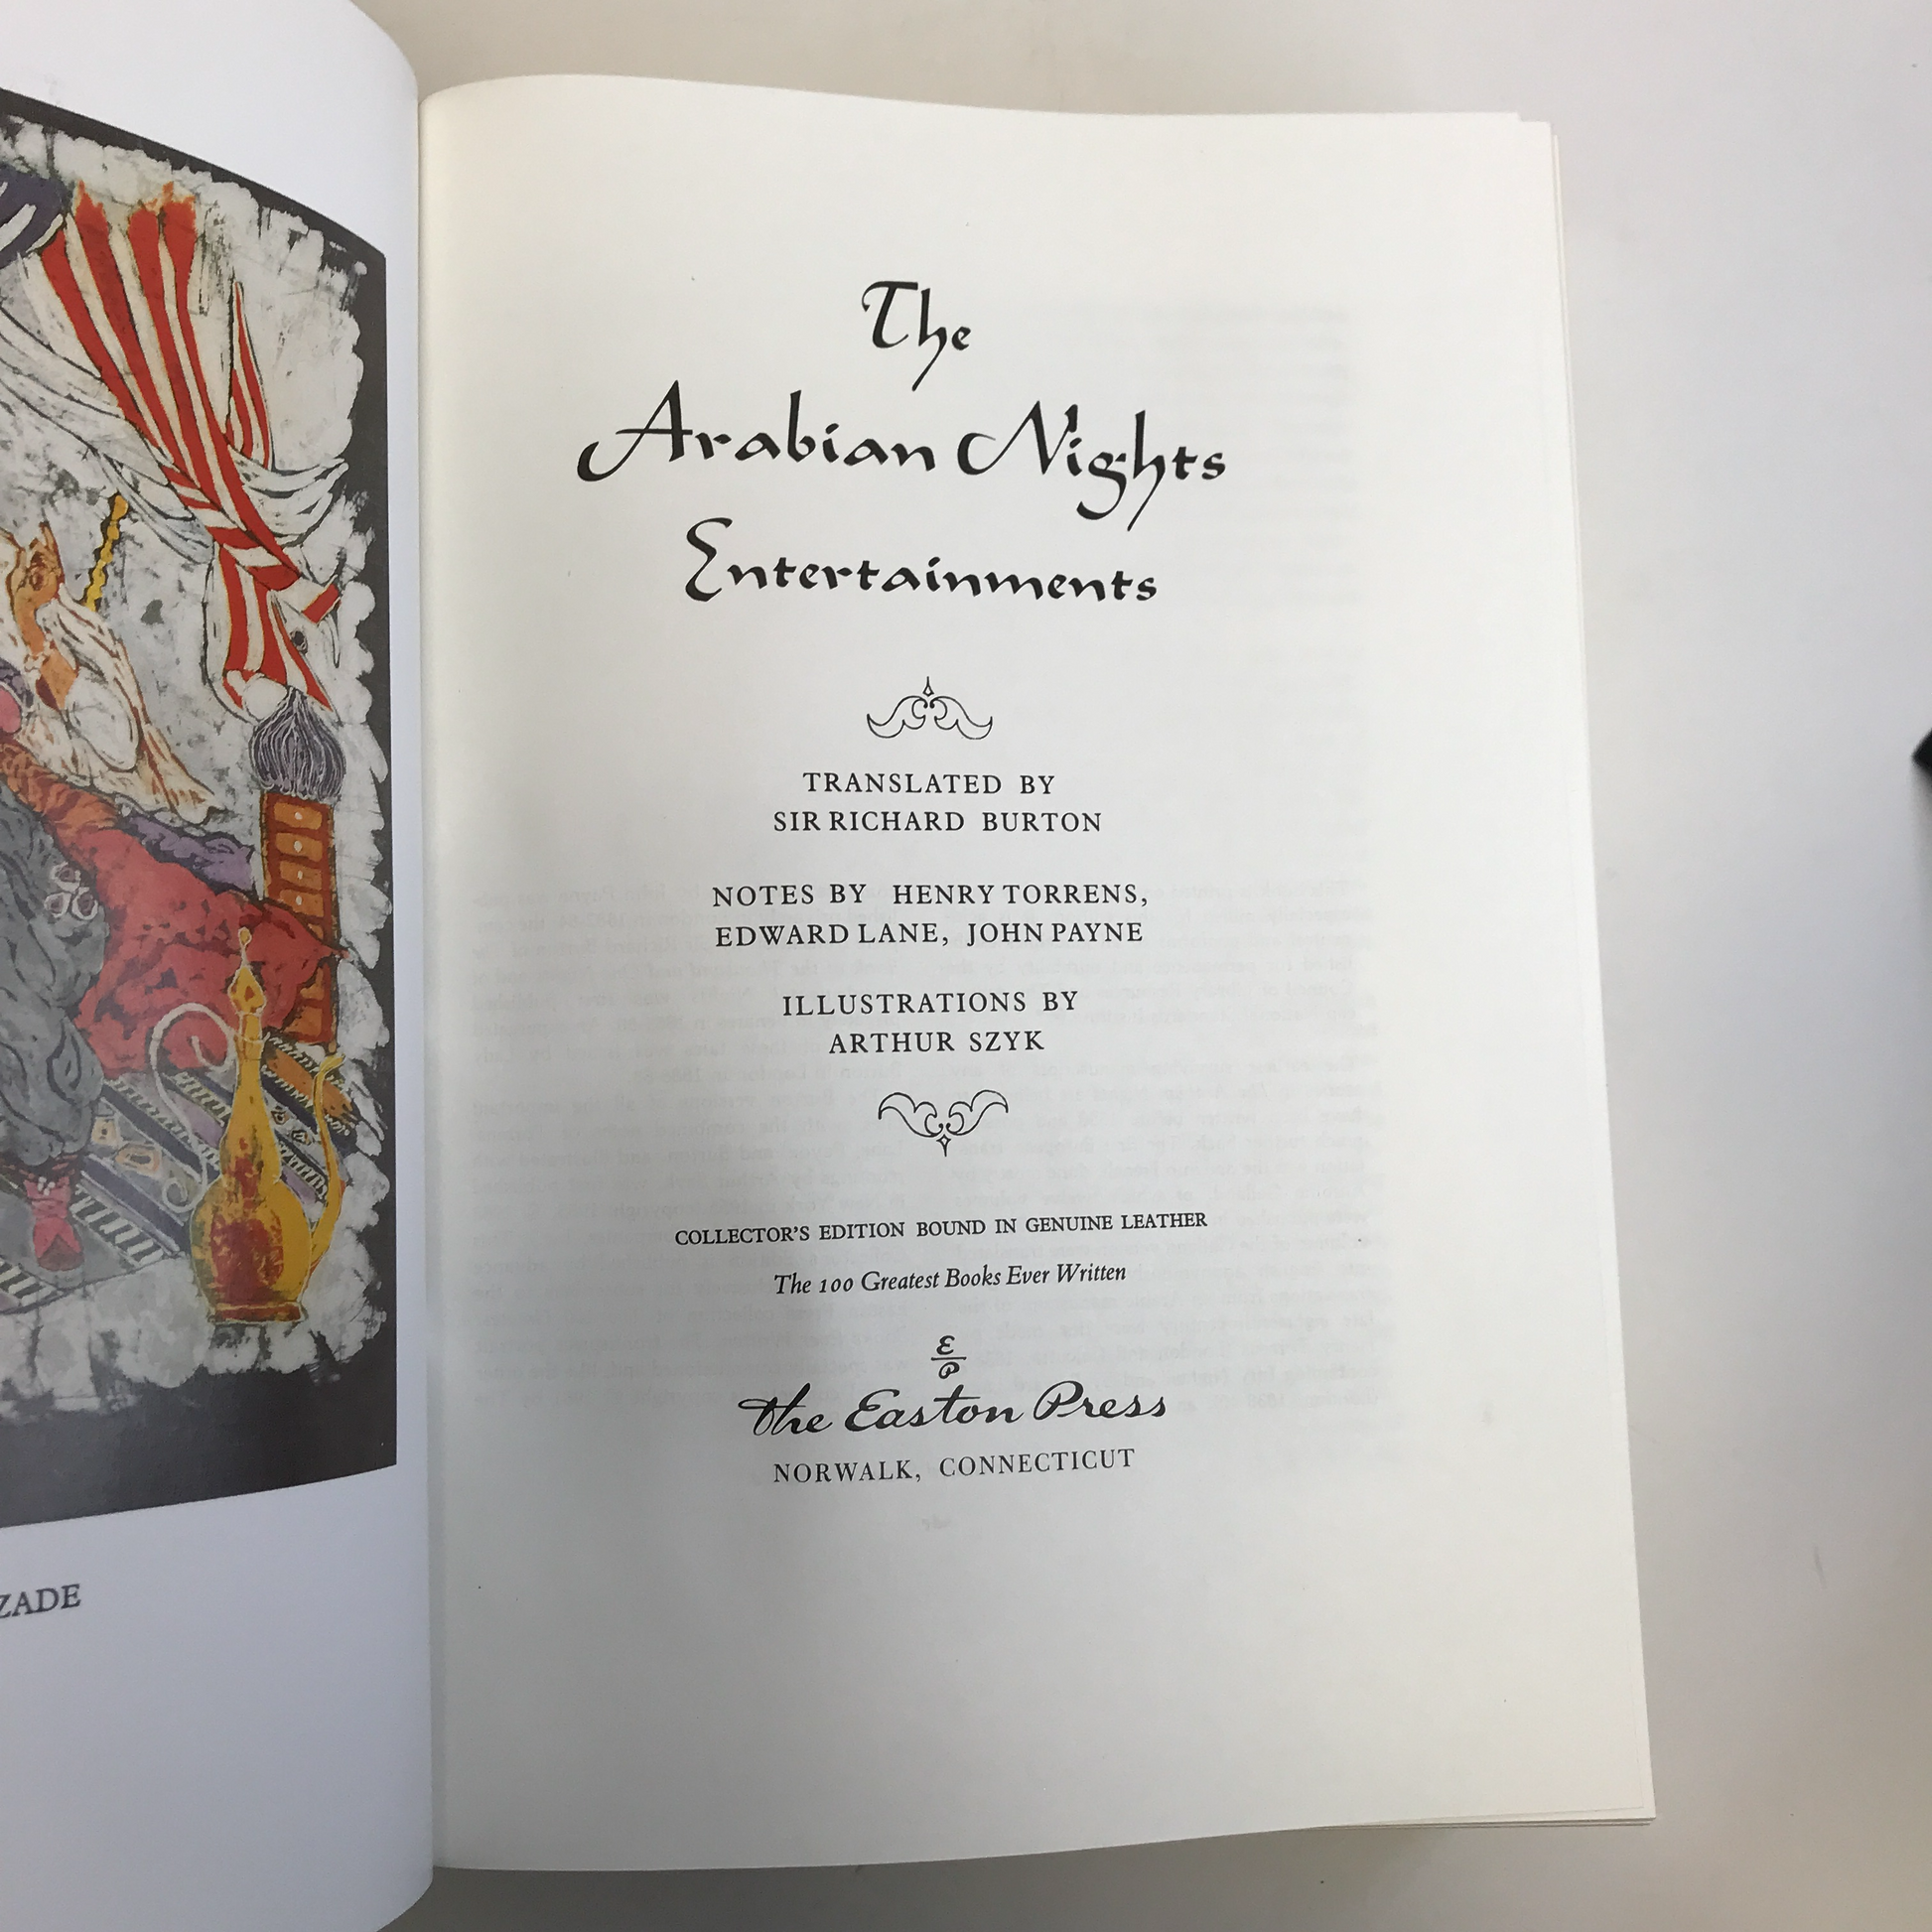 ZADE
The
Arabian Nights
Entertainments
TRANSLATED BY
SIR RICHARD BURTON
NOTES BY HENRY TORRENS,
EDWARD LANE, JOHN PAYNE
ILLUSTRATIONS BY
ARTHUR SZYK
COLLECTOR'S EDITION BOUND IN GENUINE LEATHER
The 100 Greatest Books Ever Written
E
P
The Easton Press
NORWALK, CONNECTICUT